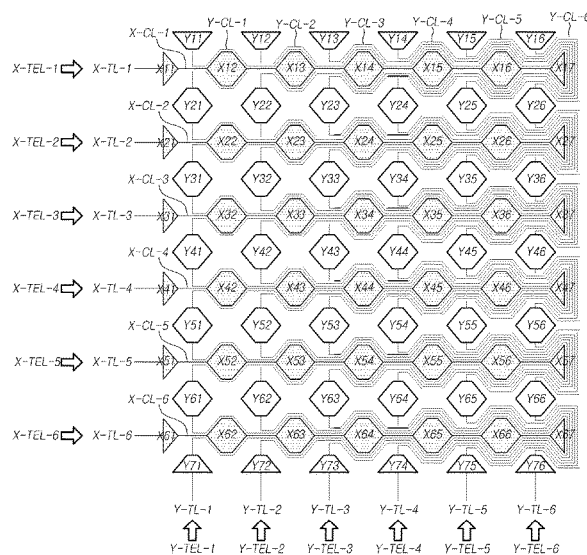 Y-CL-6
Y-CL-1 Y-CL-2 Y-CL-3 Y-CL-4 Y-CL-5
X-CL-1 Y11 Y12 Y13 Y14 Y15 Y16
X-TEL-1 X-TL-1 X11 X12 X13 X14 X15 X16 X17
X-CL-2 Y21 Y22 Y23 Y24 Y25 Y26
X-TEL-2 X-TL-2 X21 X22 X23 X24 X25 X26 X27
X-CL-3 Y31 Y32 Y33 Y34 Y35 Y36
X-TEL-3 X-TL-3 X31 X32 X33 X34 X35 X36 X27
X-CL-4 Y41 Y42 Y43 Y44 Y45 Y46
X-TEL-4 X-TL-4 X41 X42 X43 X44 X45 X46 X47
X-CL-5 Y51 Y52 Y53 Y54 Y55 Y56
X-TEL-5 X-TL-5 X51 X52 X53 X54 X55 X56 X57
X-CL-6 Y61 Y62 Y63 Y64 Y65 Y66
X-TEL-6 X-TL-6 X61 X62 X63 X64 X65 X66 X67
Y71 Y72 Y73 Y74 Y75 Y76
Y-TL-1 Y-TL-2 Y-TL-3 Y-TL-4 Y-TL-5 Y-TL-6
Y-TEL-1 Y-TEL-2 Y-TEL-3 Y-TEL-4 Y-TEL-5 Y-TEL-6